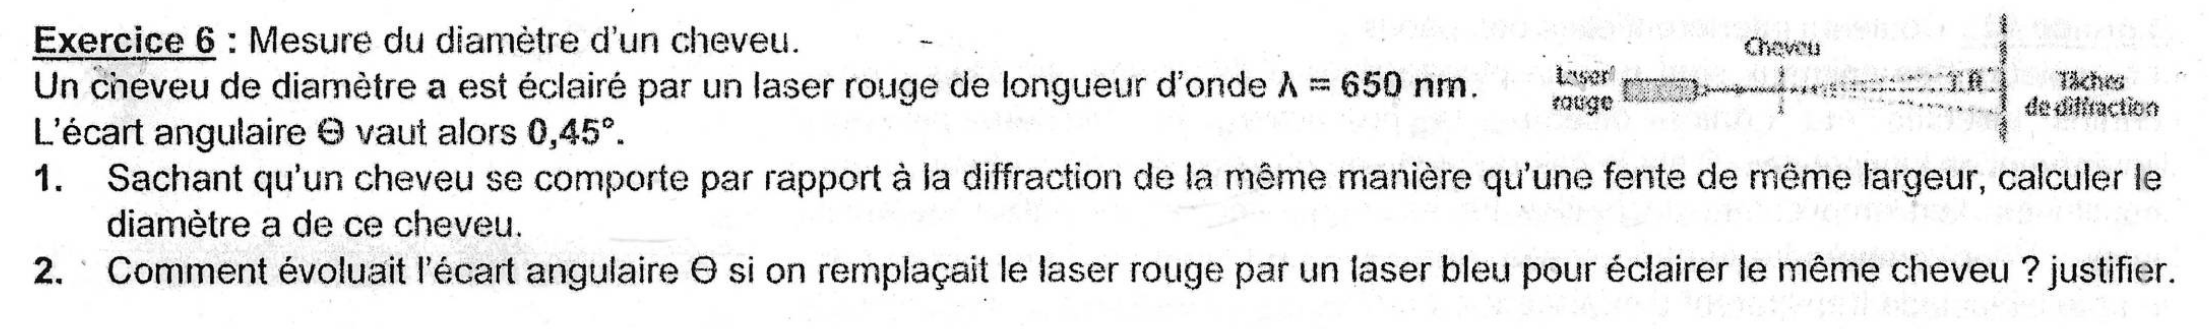 Exercice 6 : Mesure du diamètre d'un cheveu.
Un cheveu de diamètre a est éclairé par un laser rouge de longueur d'onde λ = 650 nm.
L'écart angulaire Θ vaut alors 0,45°.
1. Sachant qu'un cheveu se comporte par rapport à la diffraction de la même manière qu'une fente de même largeur, calculer le
diamètre a de ce cheveu.
2. Comment évoluait l'écart angulaire Θ si on remplaçait le laser rouge par un laser bleu pour éclairer le même cheveu ? justifier.
Cheveu
Laser
rouge
Tâches
de diffraction